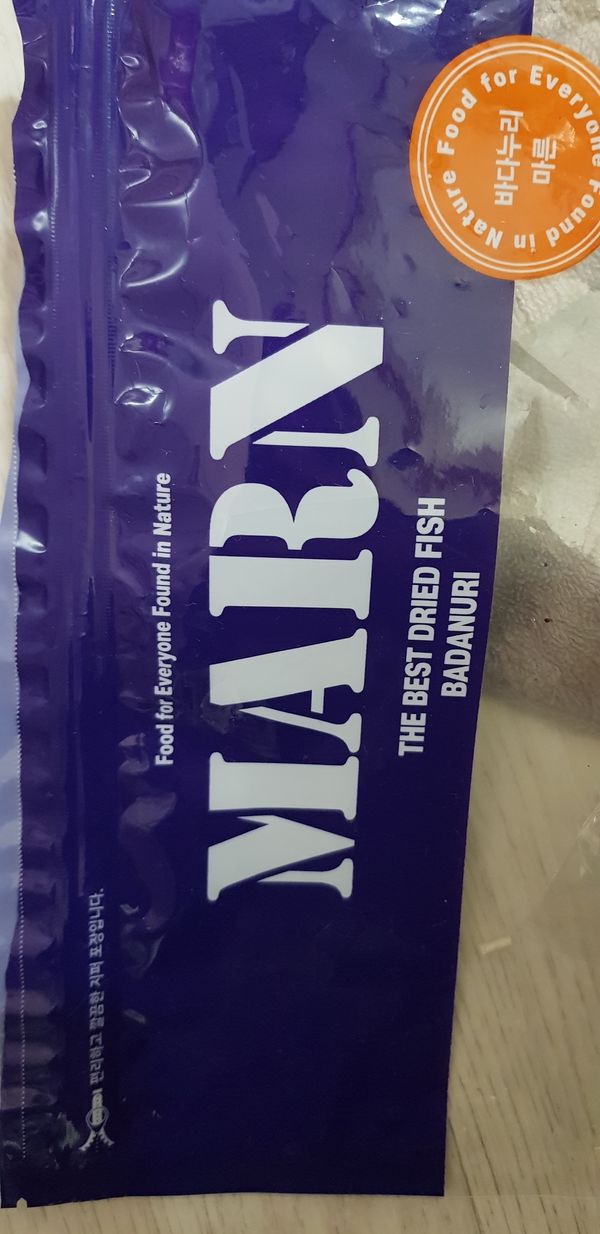 편리하고 깔끔한 지퍼 포장입니다.
Food for Everyone Found in Nature
MARN
THE BEST DRIED FISH
BADANURI
Food for Everyone Found in Nature
바다누리
마른